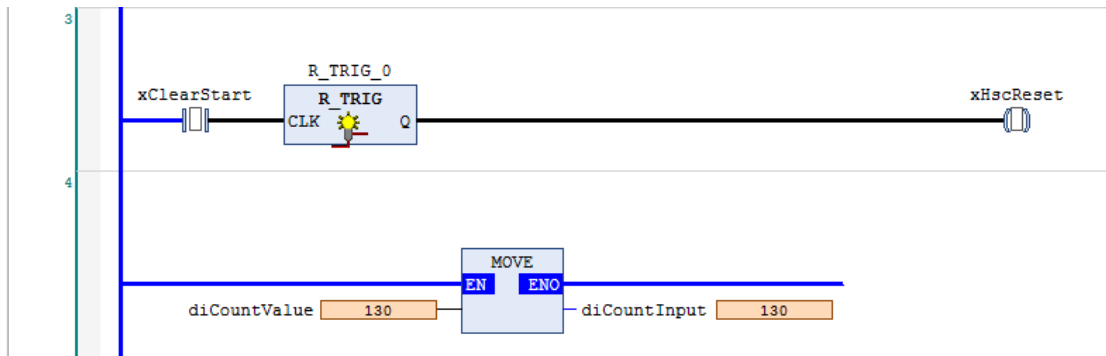 3
R_TRIG_0
xClearStart
R_TRIG
xHscReset
CLK
Q
4
MOVE
EN
ENO
diCountValue
130
diCountInput
130